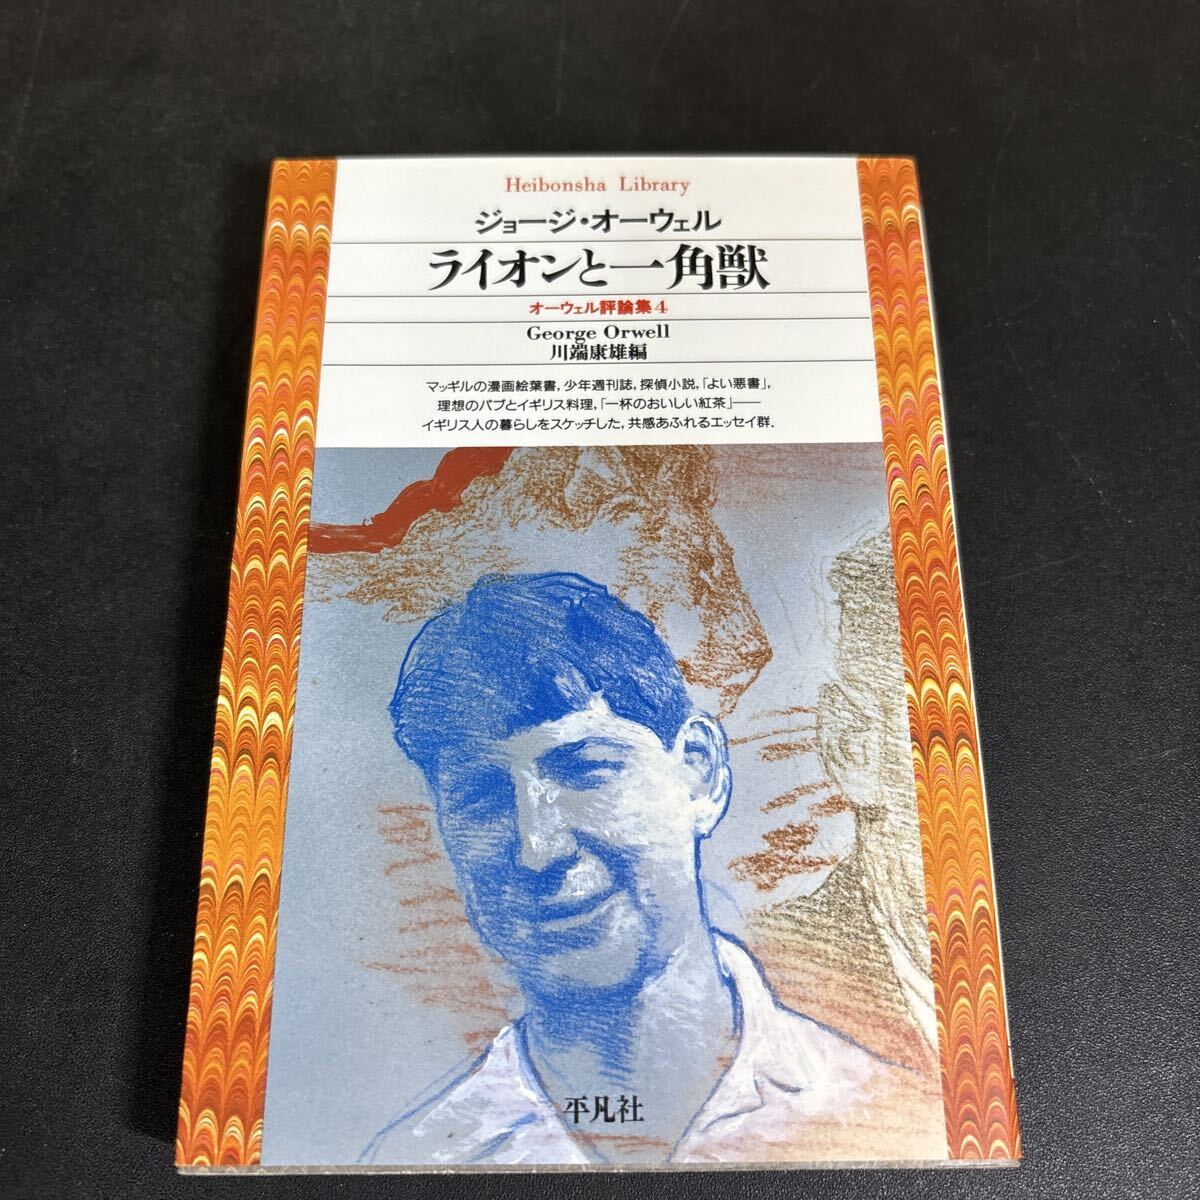 Heibonsha Library
ジョージ・オーウェル
ライオンと一角獣
オーウェル評論集4
George Orwell
川端康雄編
マッギルの漫画絵葉書,少年週刊誌,探偵小説,「よい悪書」,
理想のパブとイギリス料理,「一杯のおいしい紅茶」――
イギリス人の暮らしをスケッチした,共感あふれるエッセイ群.
平凡社